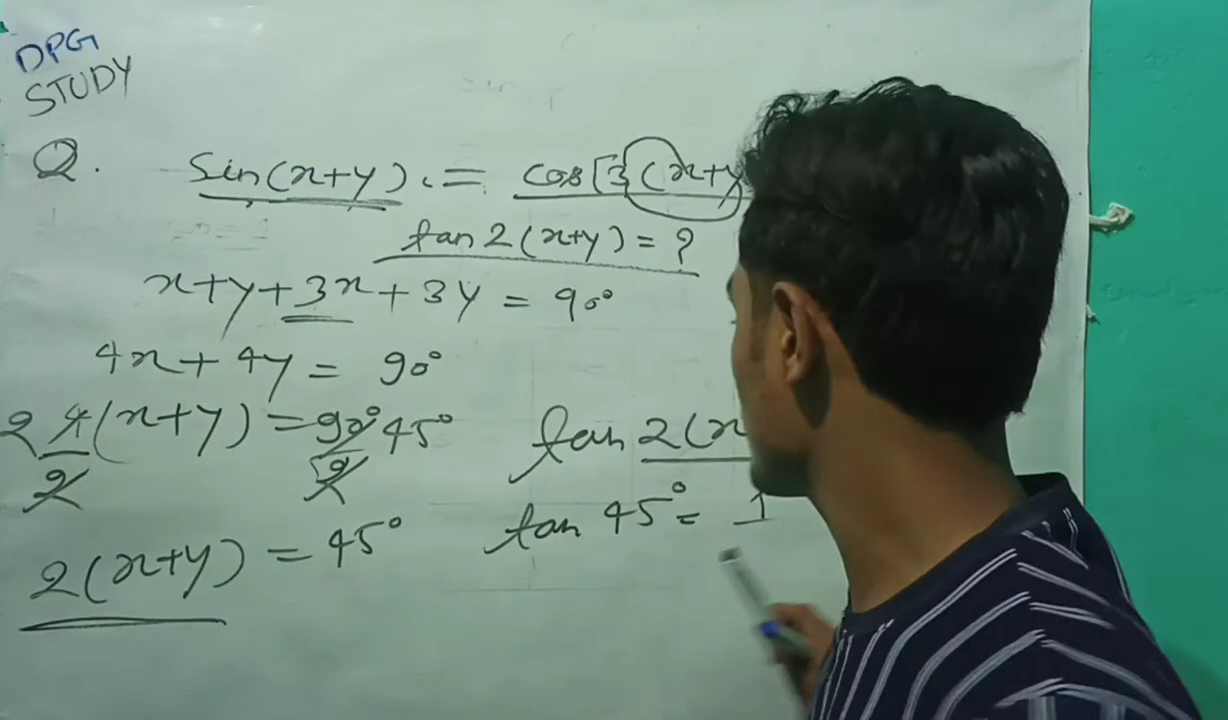 DPG
STUDY
Q. Sin(x+y) = cos[3(x+y
tan2(x+y) = ?
x+y+3x+3y = 90°
4x+4y = 90°
2 4(x+y) = 90° 45°
2 2
tan 2(x
tan 45° = 1
2(x+y) = 45°